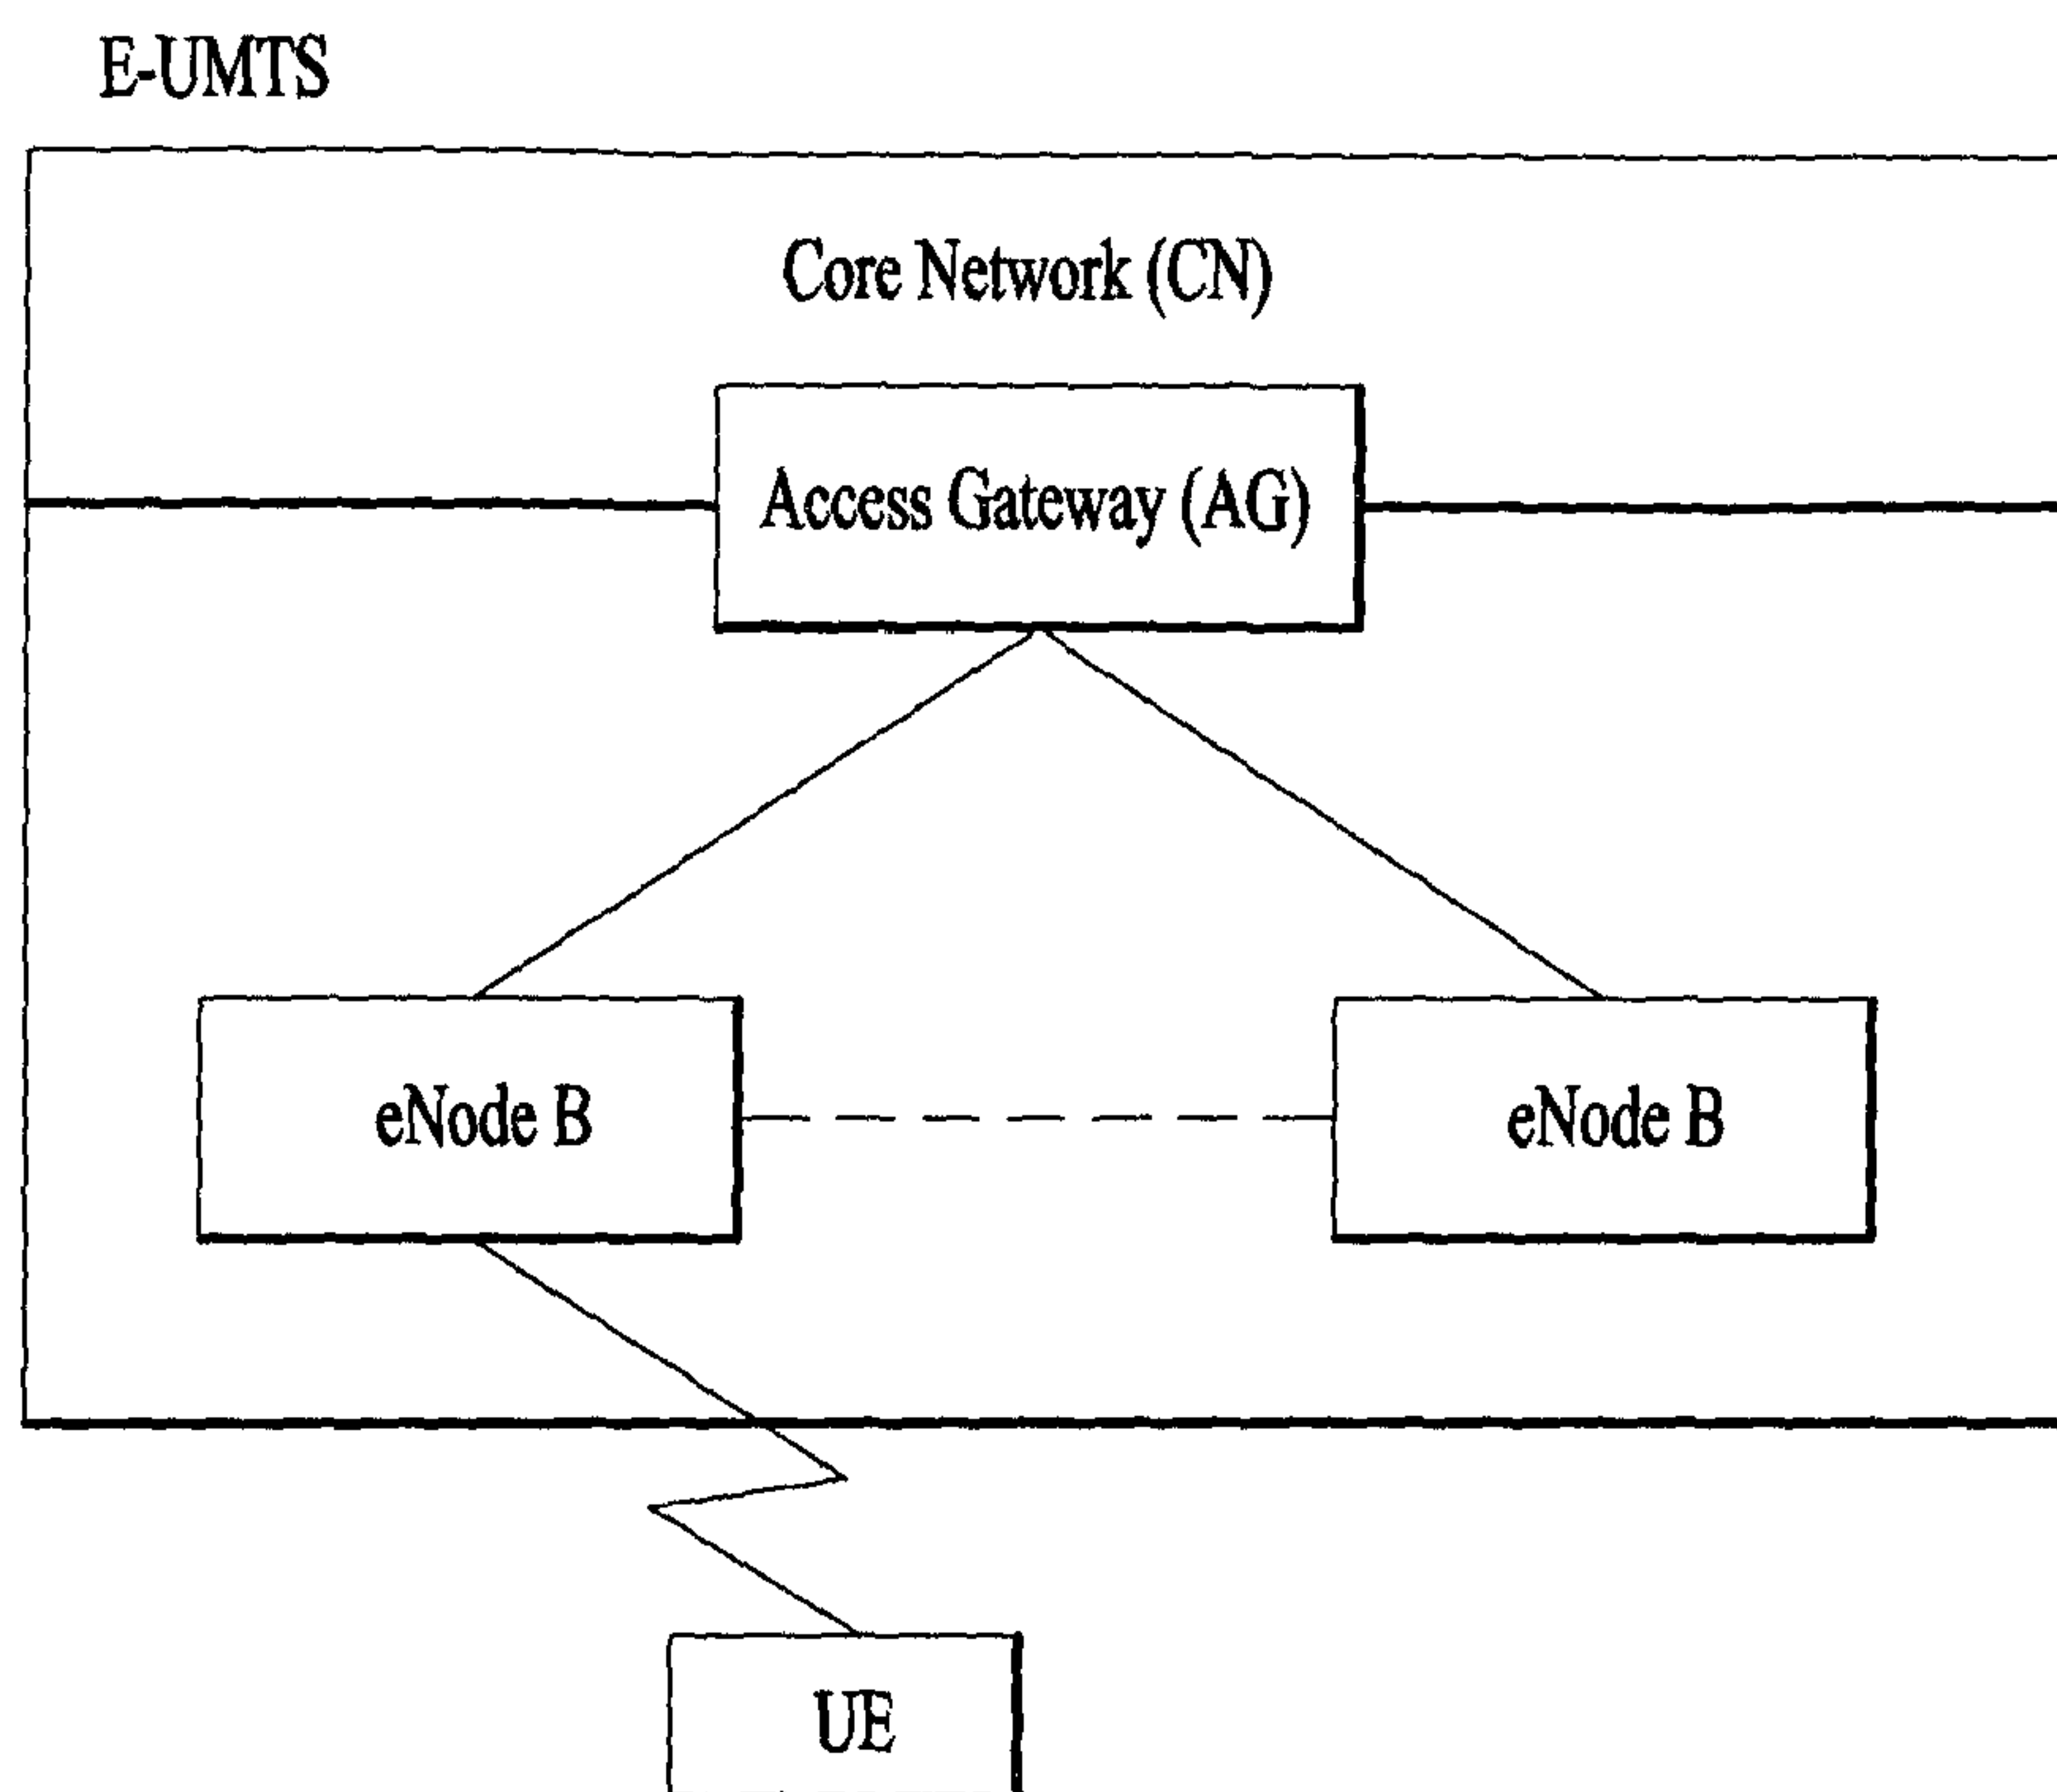 E-UMTS
Core Network (CN)
Access Gateway (AG)
eNode B
eNode B
UE